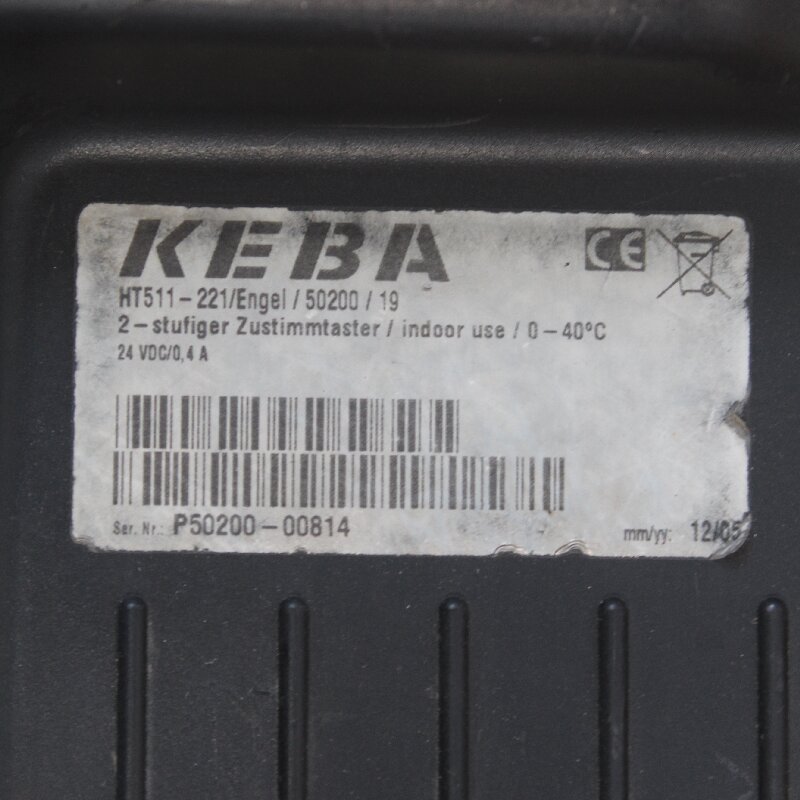 KEBA
CE
HT511-221/Engel / 50200 / 19
2-stufiger Zustimmtaster / indoor use / 0-40°C
24 VDC/0,4 A
Ser. Nr.: P50200-00814
mm/yy: 12/05